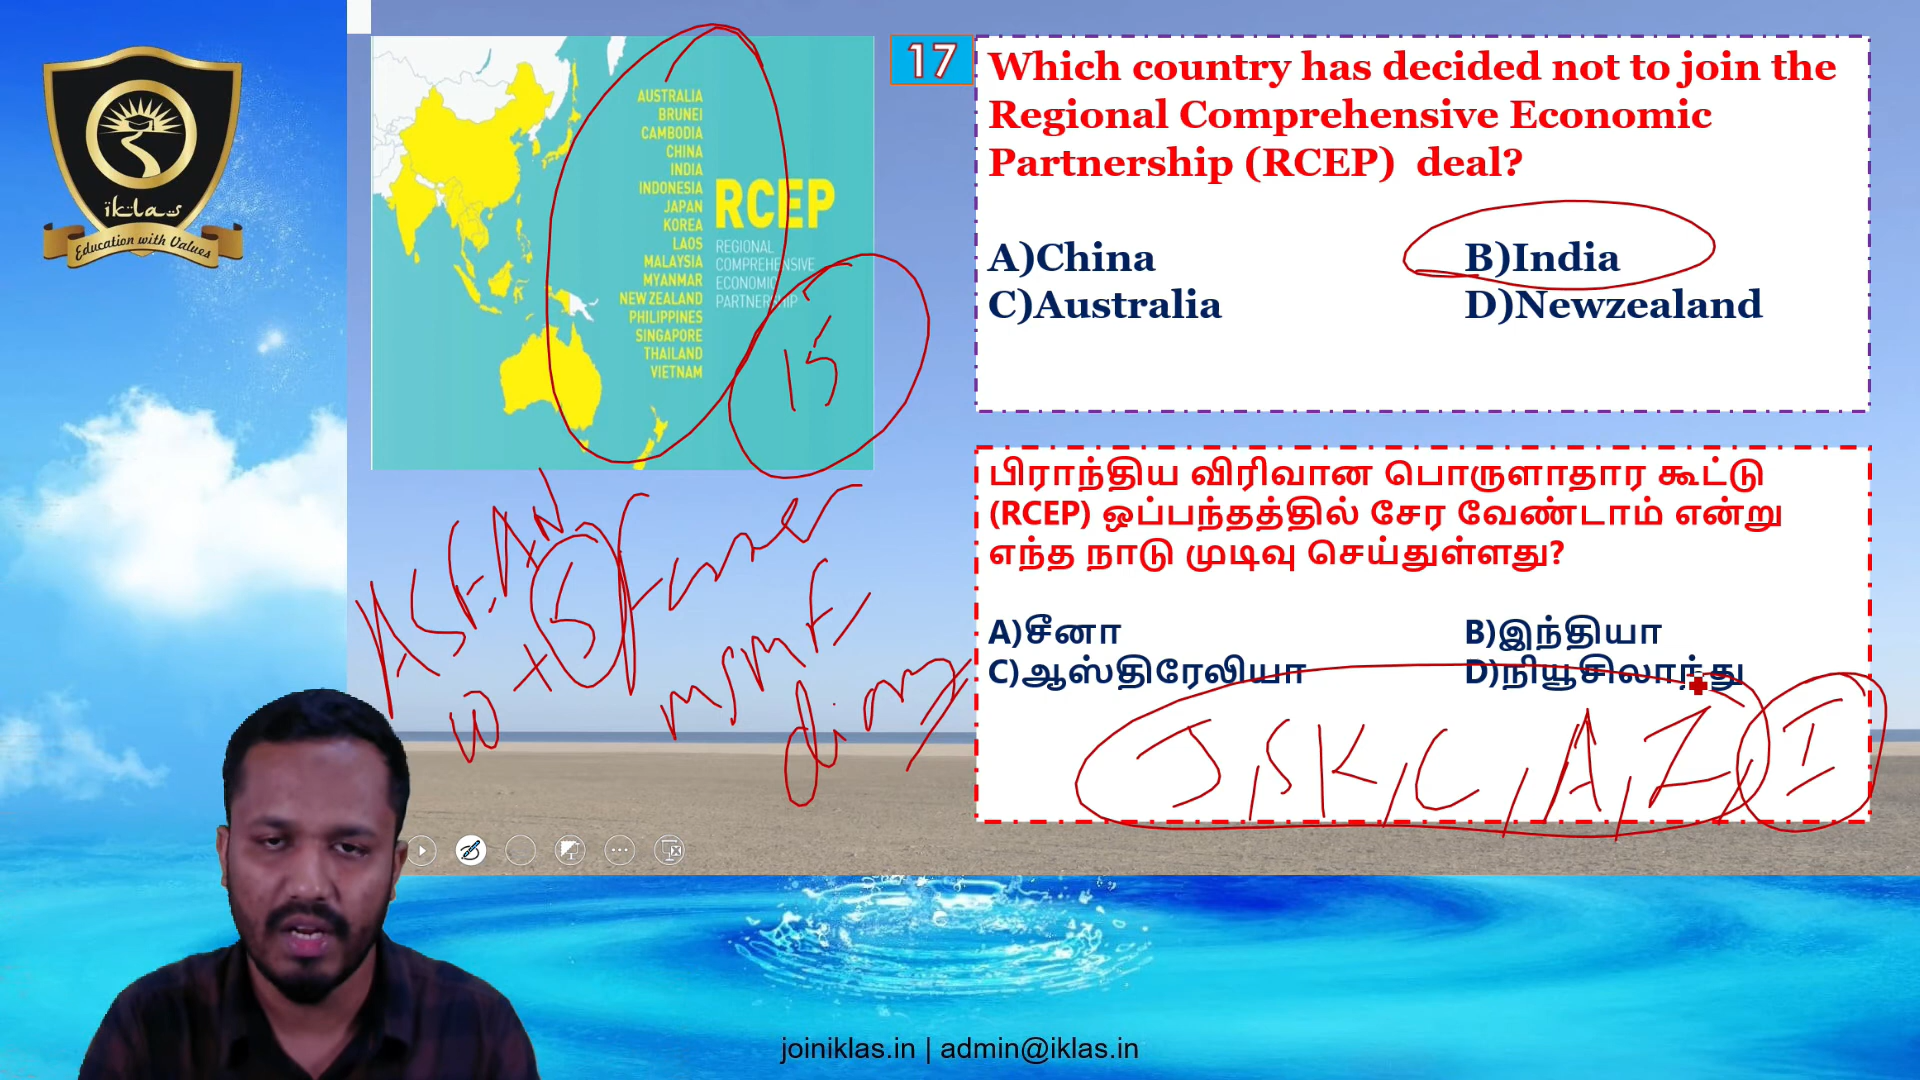 iklas
Education with Values
AUSTRALIA
BRUNEI
CAMBODIA
CHINA
INDIA
INDONESIA
JAPAN
KOREA
LAOS
MALAYSIA
MYANMAR
NEW ZEALAND
PHILIPPINES
SINGAPORE
THAILAND
VIETNAM
RCEP
REGIONAL
COMPREHENSIVE
ECONOMIC
PARTNERSHIP
15
17
Which country has decided not to join the
Regional Comprehensive Economic
Partnership (RCEP) deal?
A)China B)India
C)Australia D)Newzealand
பிராந்திய விரிவான பொருளாதார கூட்டு
(RCEP) ஒப்பந்தத்தில் சேர வேண்டாம் என்று
எந்த நாடு முடிவு செய்துள்ளது?
A)சீனா B)இந்தியா
C)ஆஸ்திரேலியா D)நியூசிலாந்து
ASEAN
10 + 5
MSME
J, SK, C, A, Z, I
joiniklas.in | admin@iklas.in